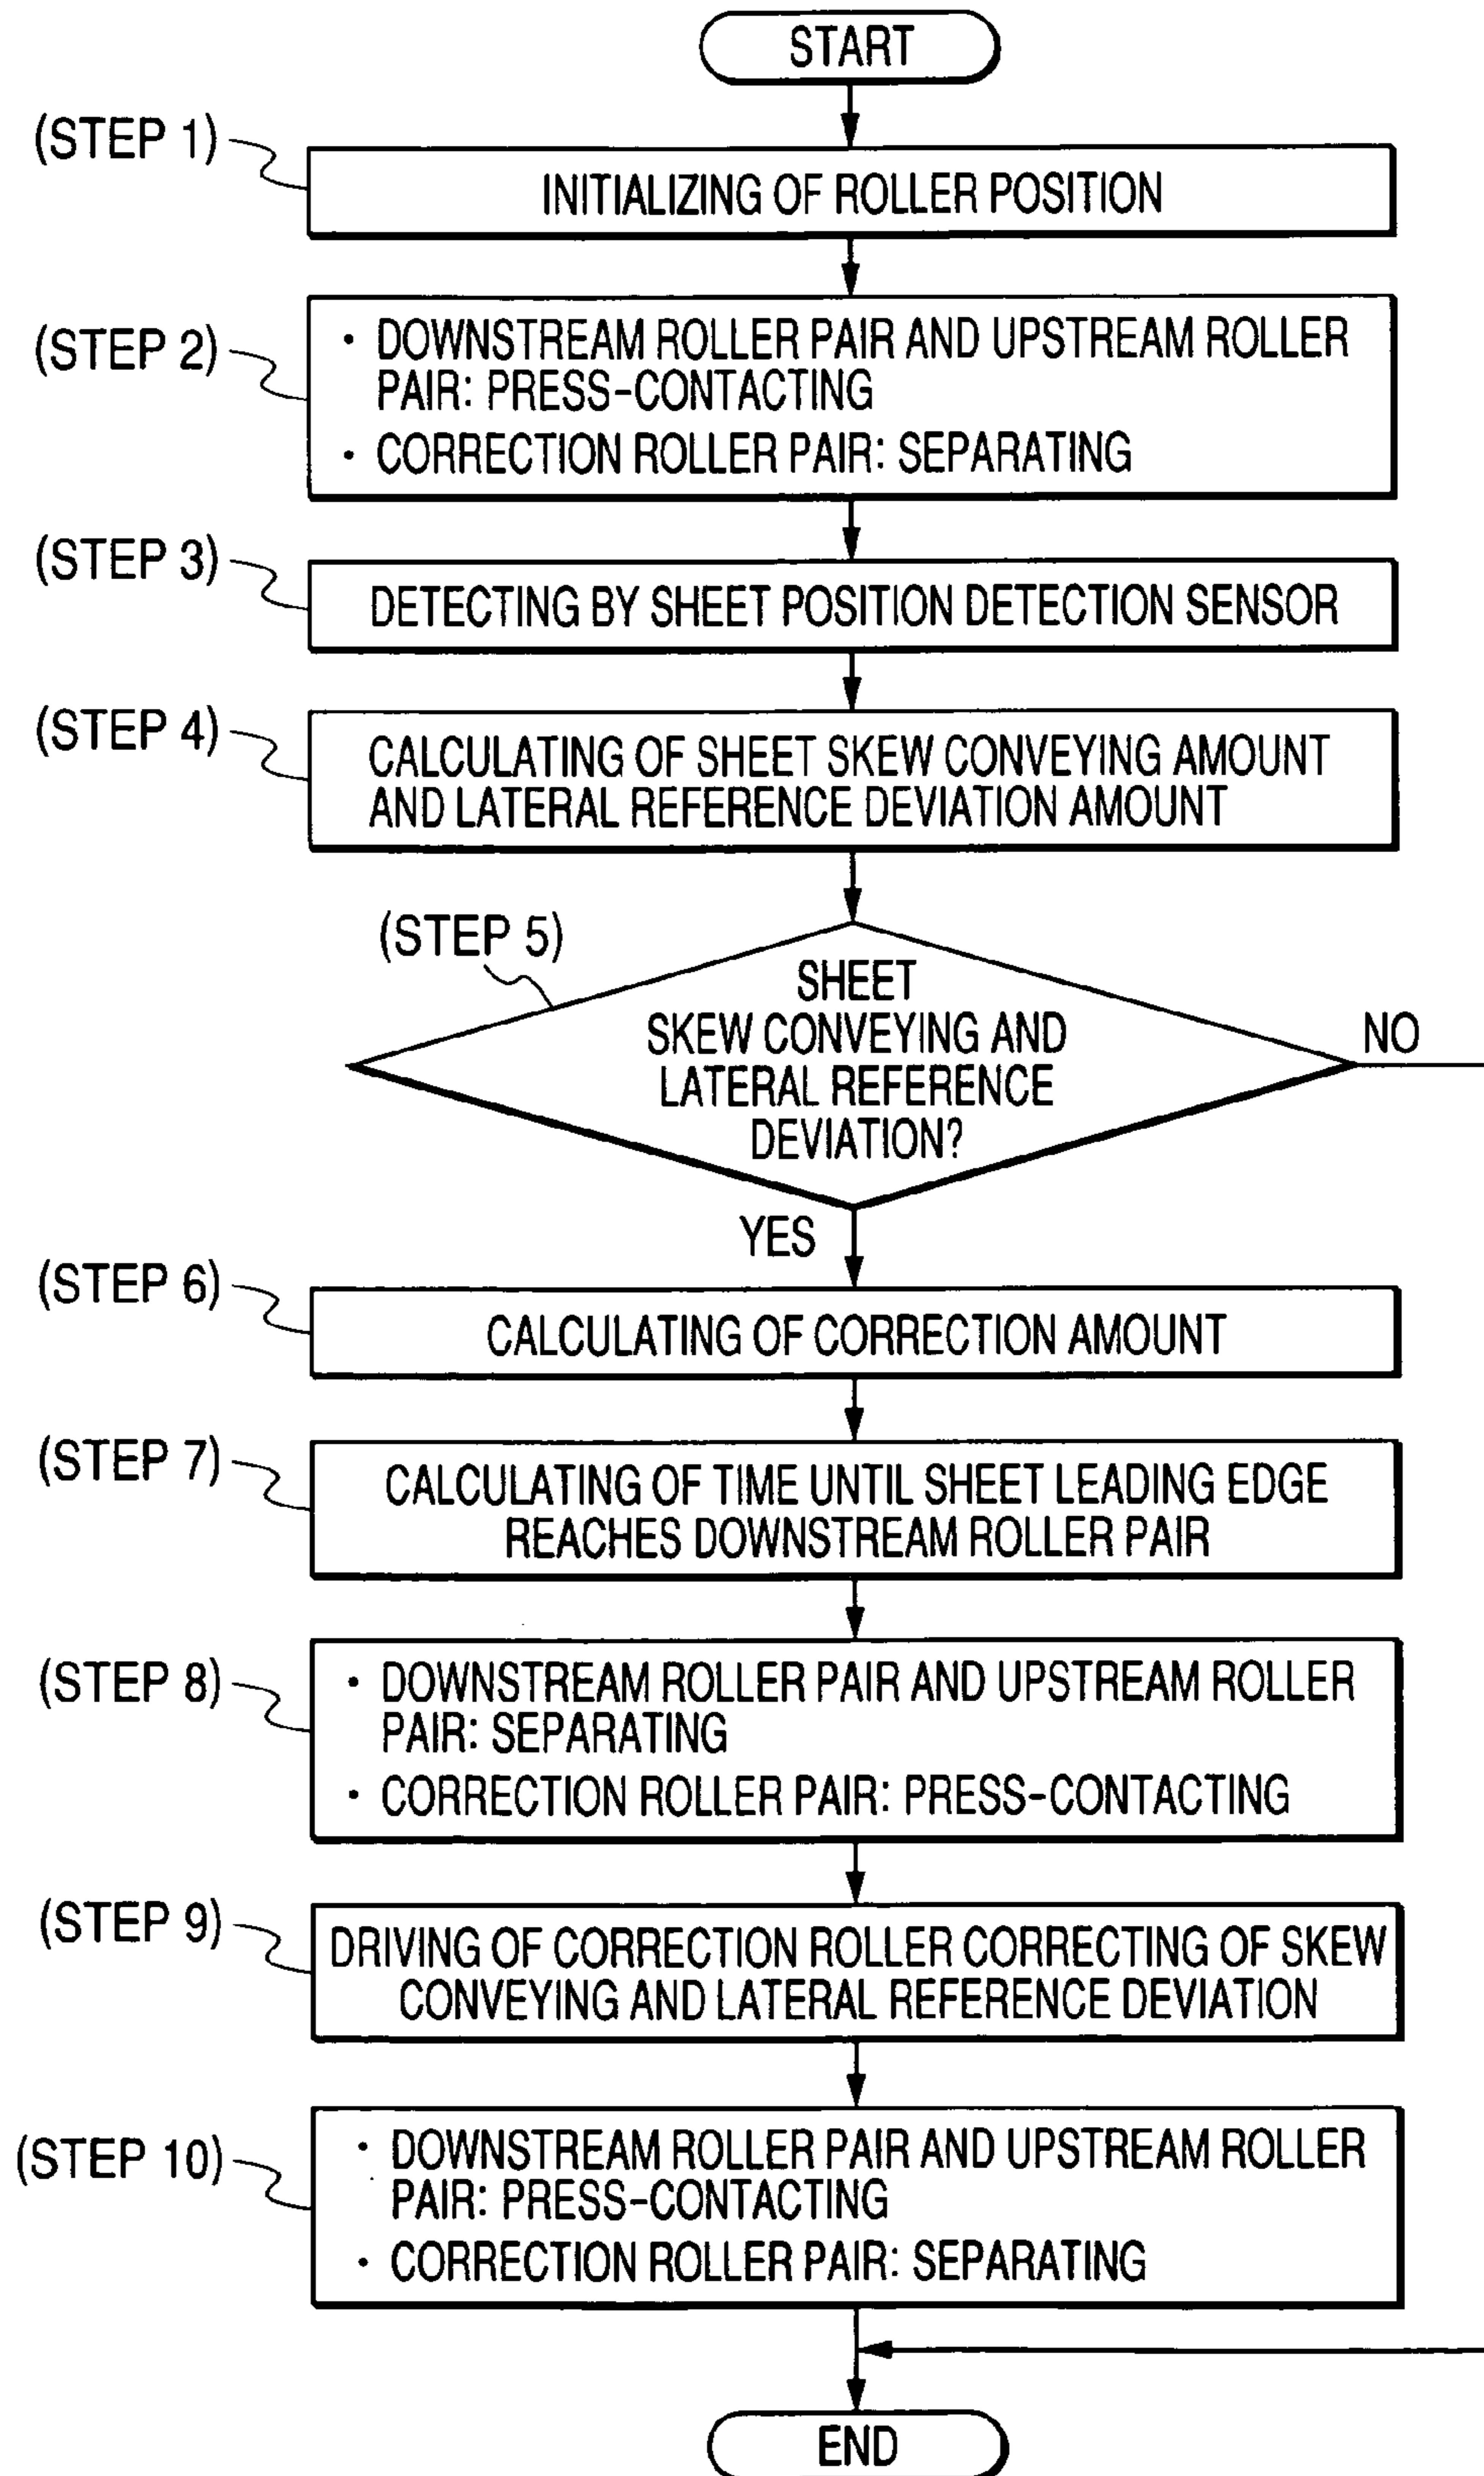 START
(STEP 1)
INITIALIZING OF ROLLER POSITION
(STEP 2)
· DOWNSTREAM ROLLER PAIR AND UPSTREAM ROLLER
PAIR: PRESS-CONTACTING
· CORRECTION ROLLER PAIR: SEPARATING
(STEP 3)
DETECTING BY SHEET POSITION DETECTION SENSOR
(STEP 4)
CALCULATING OF SHEET SKEW CONVEYING AMOUNT
AND LATERAL REFERENCE DEVIATION AMOUNT
(STEP 5)
SHEET
SKEW CONVEYING AND
LATERAL REFERENCE
DEVIATION?
NO
YES
(STEP 6)
CALCULATING OF CORRECTION AMOUNT
(STEP 7)
CALCULATING OF TIME UNTIL SHEET LEADING EDGE
REACHES DOWNSTREAM ROLLER PAIR
(STEP 8)
· DOWNSTREAM ROLLER PAIR AND UPSTREAM ROLLER
PAIR: SEPARATING
· CORRECTION ROLLER PAIR: PRESS-CONTACTING
(STEP 9)
DRIVING OF CORRECTION ROLLER CORRECTING OF SKEW
CONVEYING AND LATERAL REFERENCE DEVIATION
(STEP 10)
· DOWNSTREAM ROLLER PAIR AND UPSTREAM ROLLER
PAIR: PRESS-CONTACTING
· CORRECTION ROLLER PAIR: SEPARATING
END